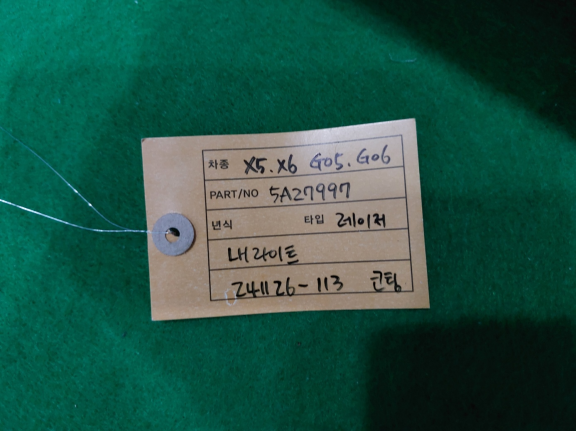 차종 X5.X6 G05.G06
PART/NO 5A27997
년식 타입 레이저
내라이트
241126-113 코팅